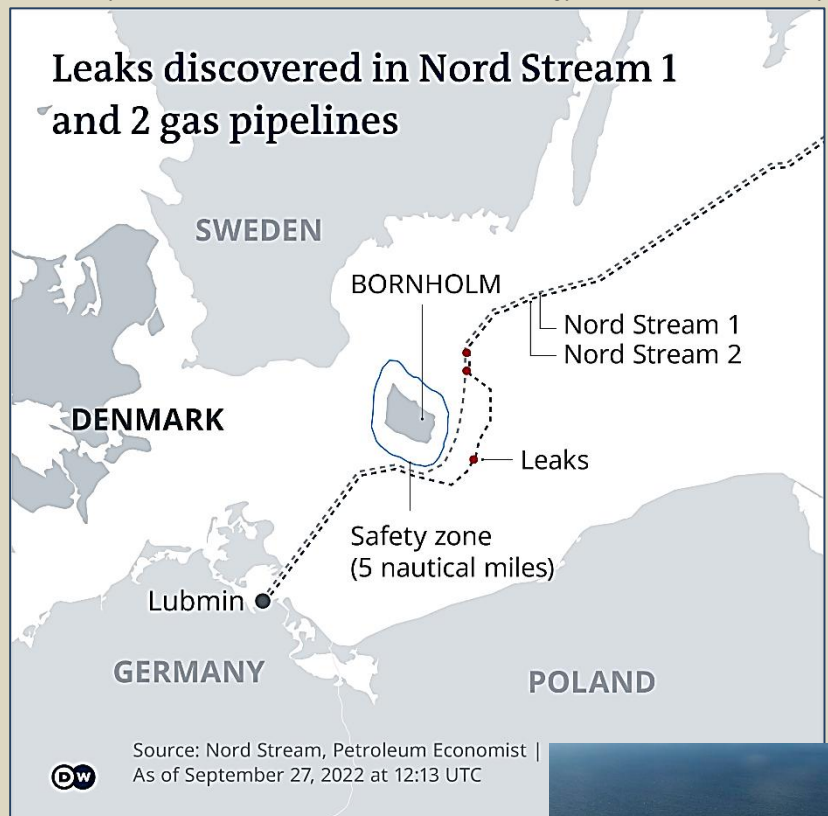 Leaks discovered in Nord Stream 1
and 2 gas pipelines
SWEDEN
BORNHOLM
Nord Stream 1
Nord Stream 2
DENMARK
Leaks
Safety zone
(5 nautical miles)
Lubmin
GERMANY
POLAND
Source: Nord Stream, Petroleum Economist |
As of September 27, 2022 at 12:13 UTC
DW